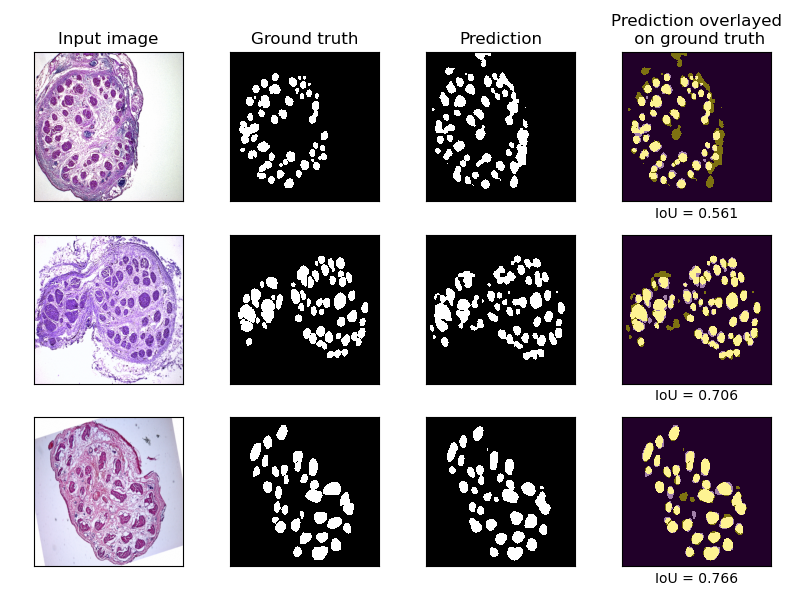 Input image
Ground truth
Prediction
Prediction overlayed
on ground truth
IoU = 0.561
IoU = 0.706
IoU = 0.766